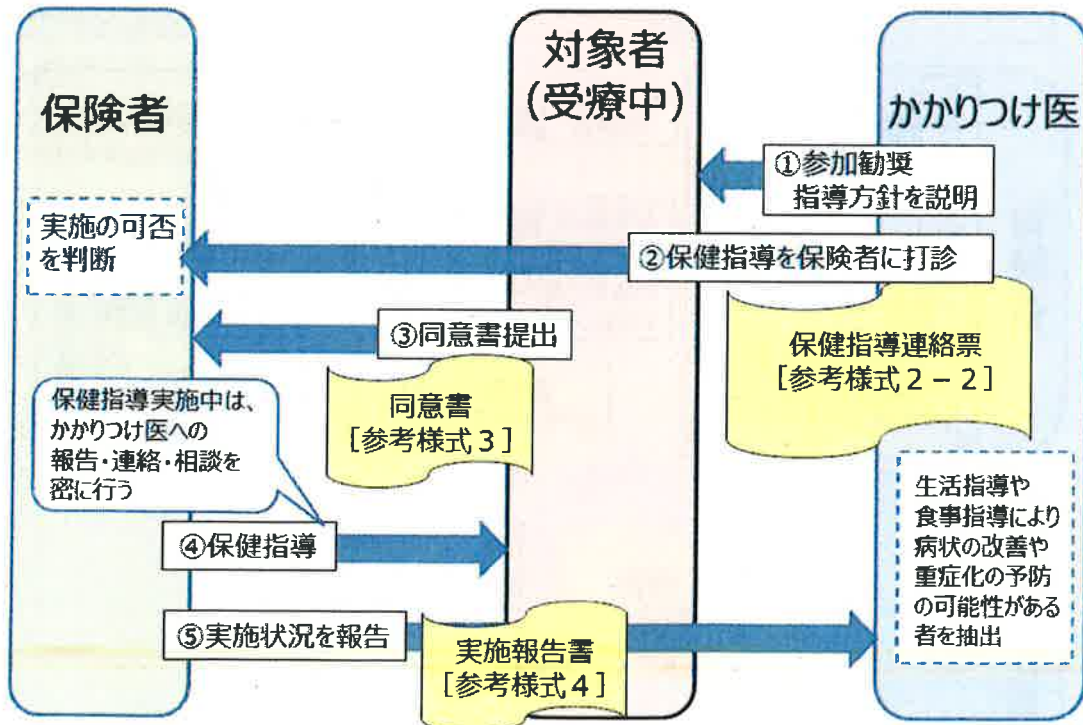 保険者
対象者
(受療中)
かかりつけ医
①参加勧奨
指導方針を説明
実施の可否
を判断
②保健指導を保険者に打診
保健指導連絡票
[参考様式2-2]
③同意書提出
同意書
[参考様式3]
保健指導実施中は、
かかりつけ医への
報告・連絡・相談を
密に行う
④保健指導
生活指導や
食事指導により
病状の改善や
重症化の予防
の可能性がある
者を抽出
⑤実施状況を報告
実施報告書
[参考様式4]